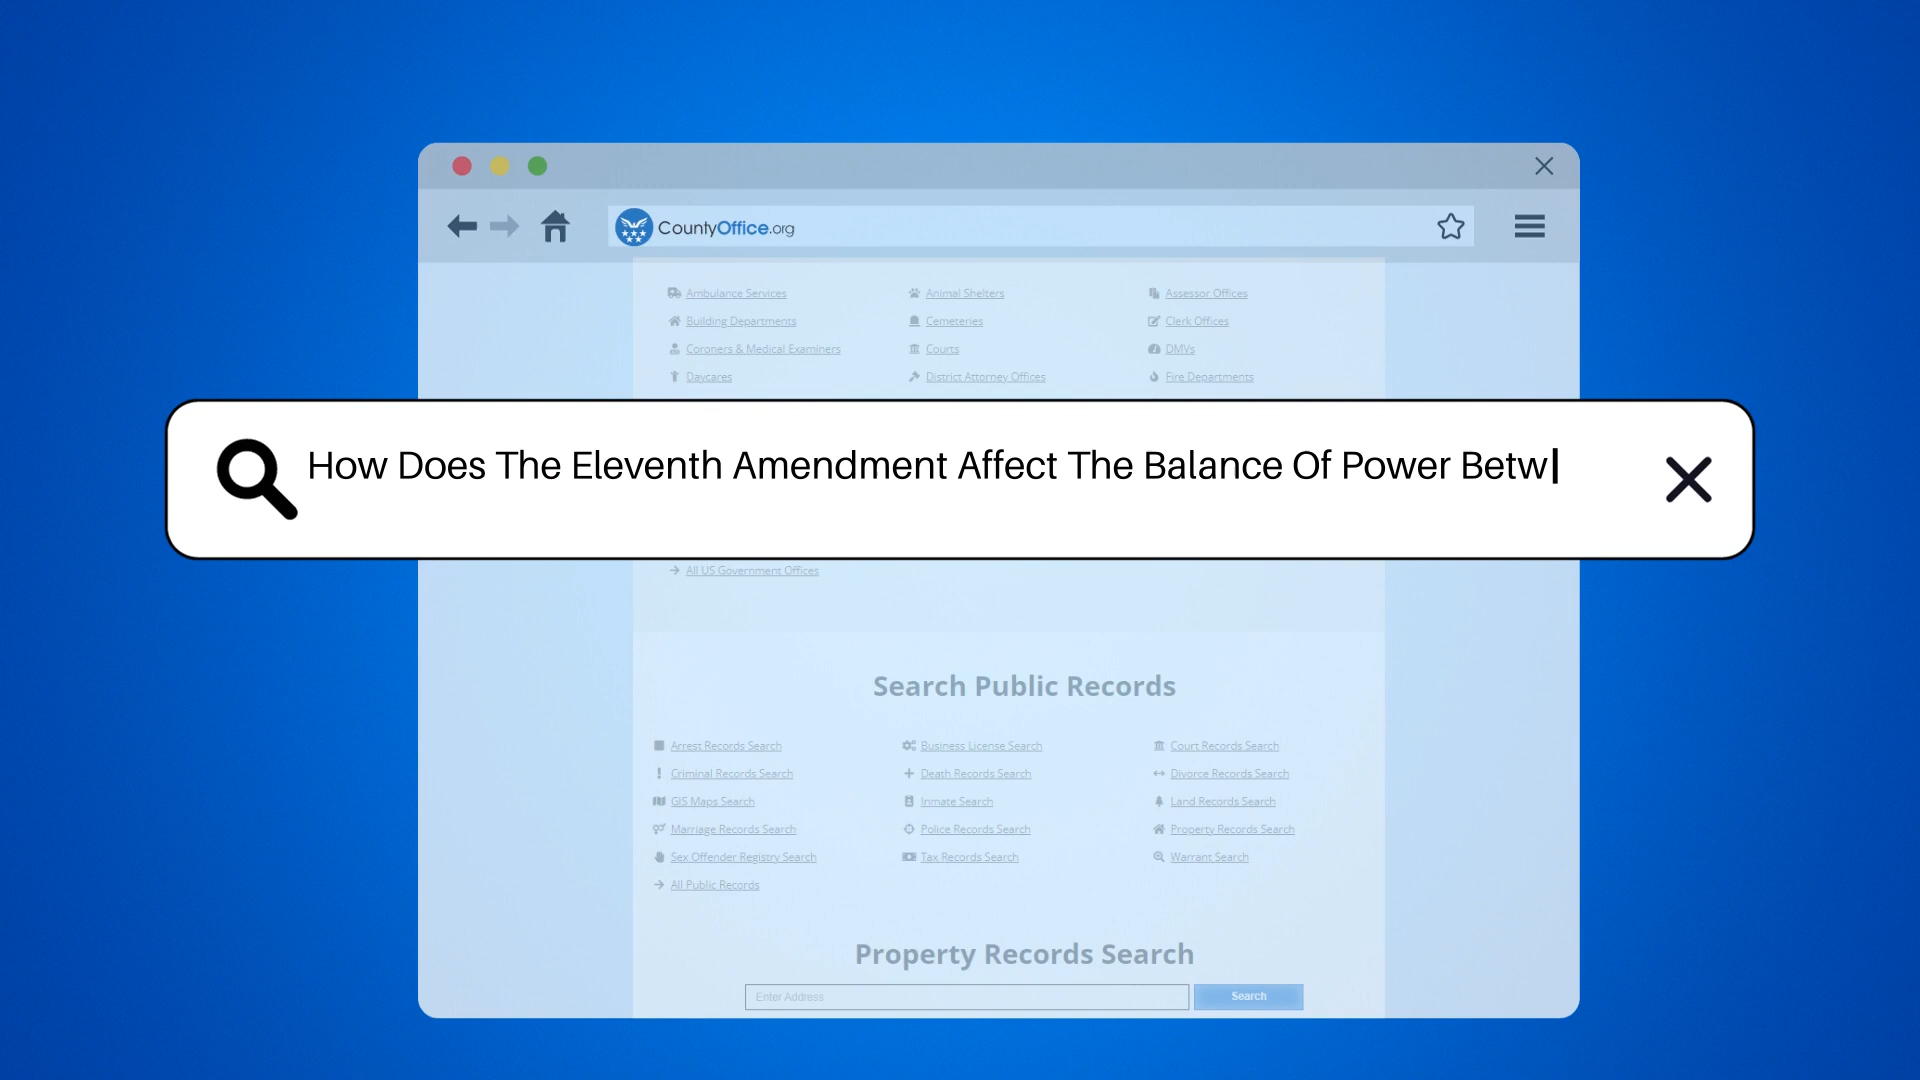 CountyOffice.org
Ambulance Services Animal Shelters Assessor Offices
Building Departments Cemeteries Clerk Offices
Coroners & Medical Examiners Courts DMVs
Daycares District Attorney Offices Fire Departments
How Does The Eleventh Amendment Affect The Balance Of Power Betw
All US Government Offices
Search Public Records
Arrest Records Search Business License Search Court Records Search
Criminal Records Search Death Records Search Divorce Records Search
GIS Maps Search Inmate Search Land Records Search
Marriage Records Search Police Records Search Property Records Search
Sex Offender Registry Search Tax Records Search Warrant Search
All Public Records
Property Records Search
Enter Address Search